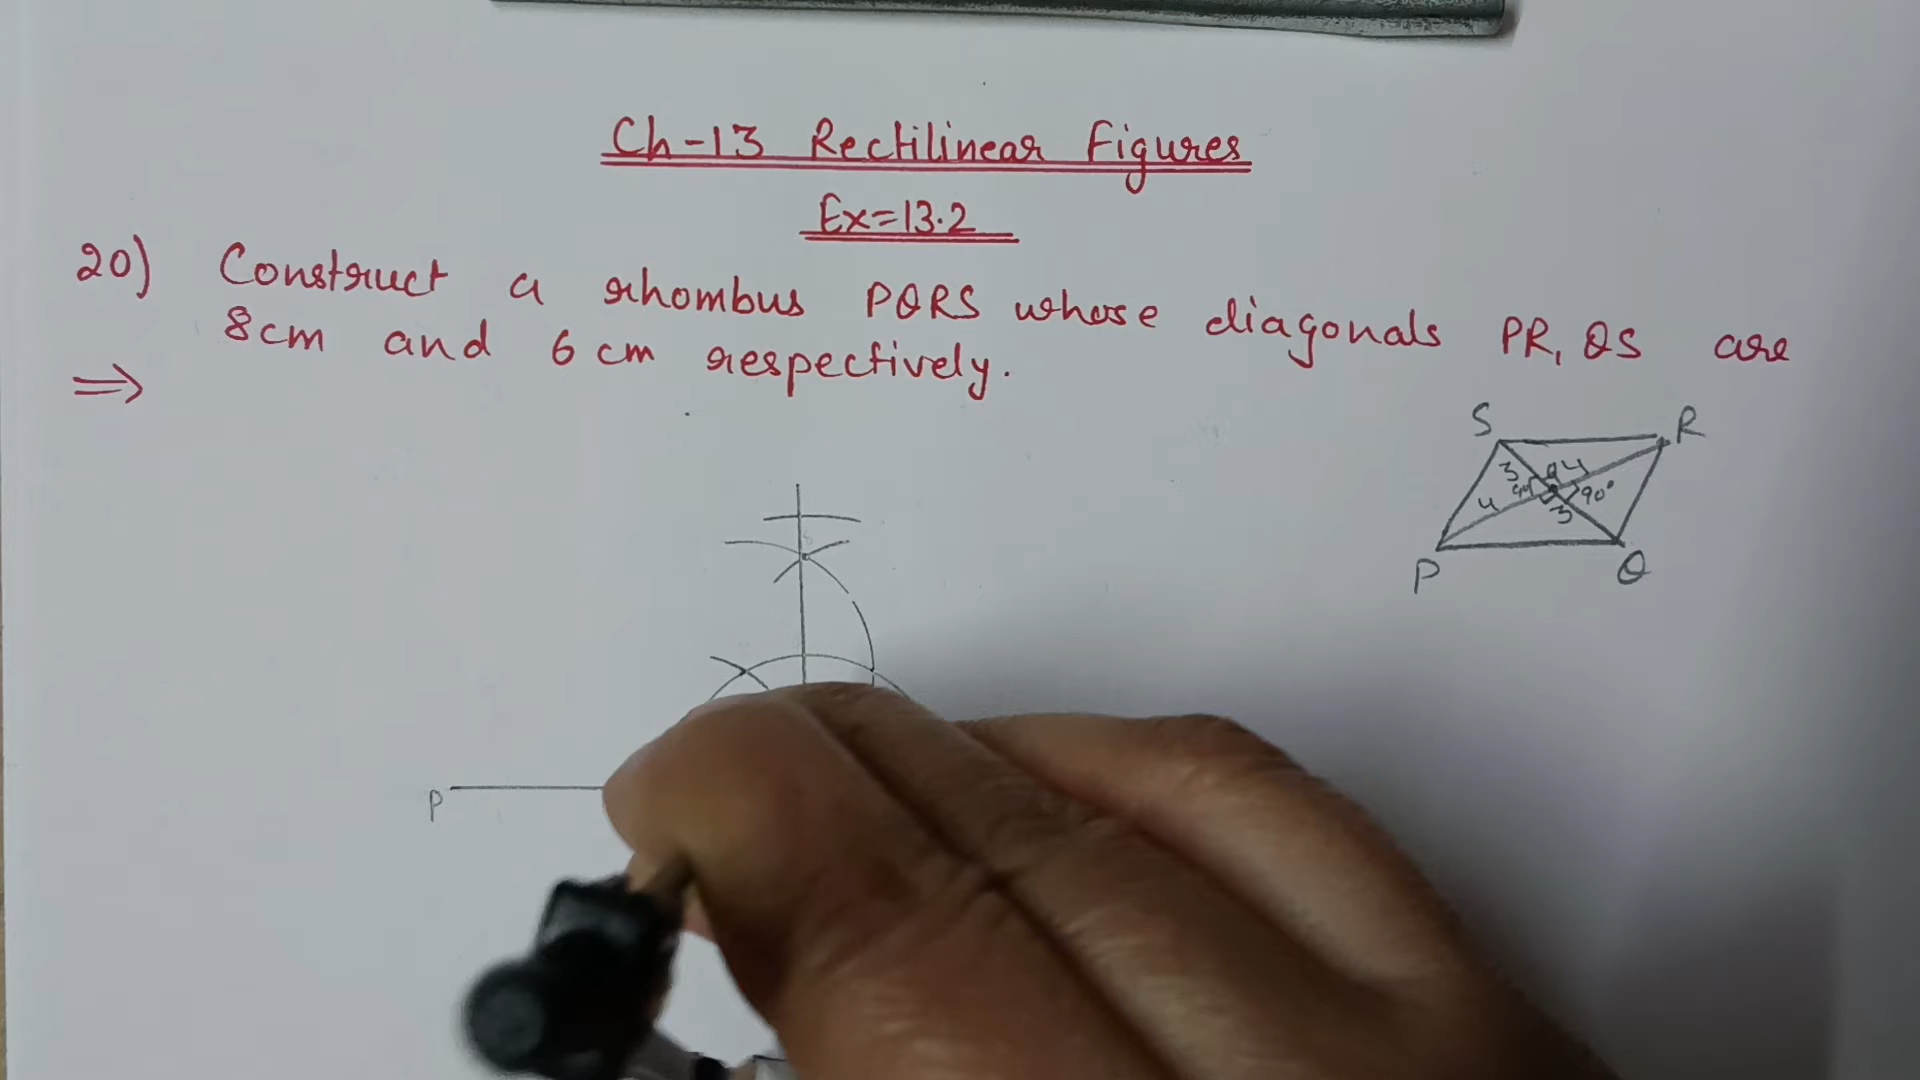 Ch-13 Rectilinear Figures
Ex=13.2
20) Construct a rhombus PQRS whose diagonals PR, QS are
8cm and 6cm respectively.
⇒
S R
3 4
cm 90°
4 3
P Q
P